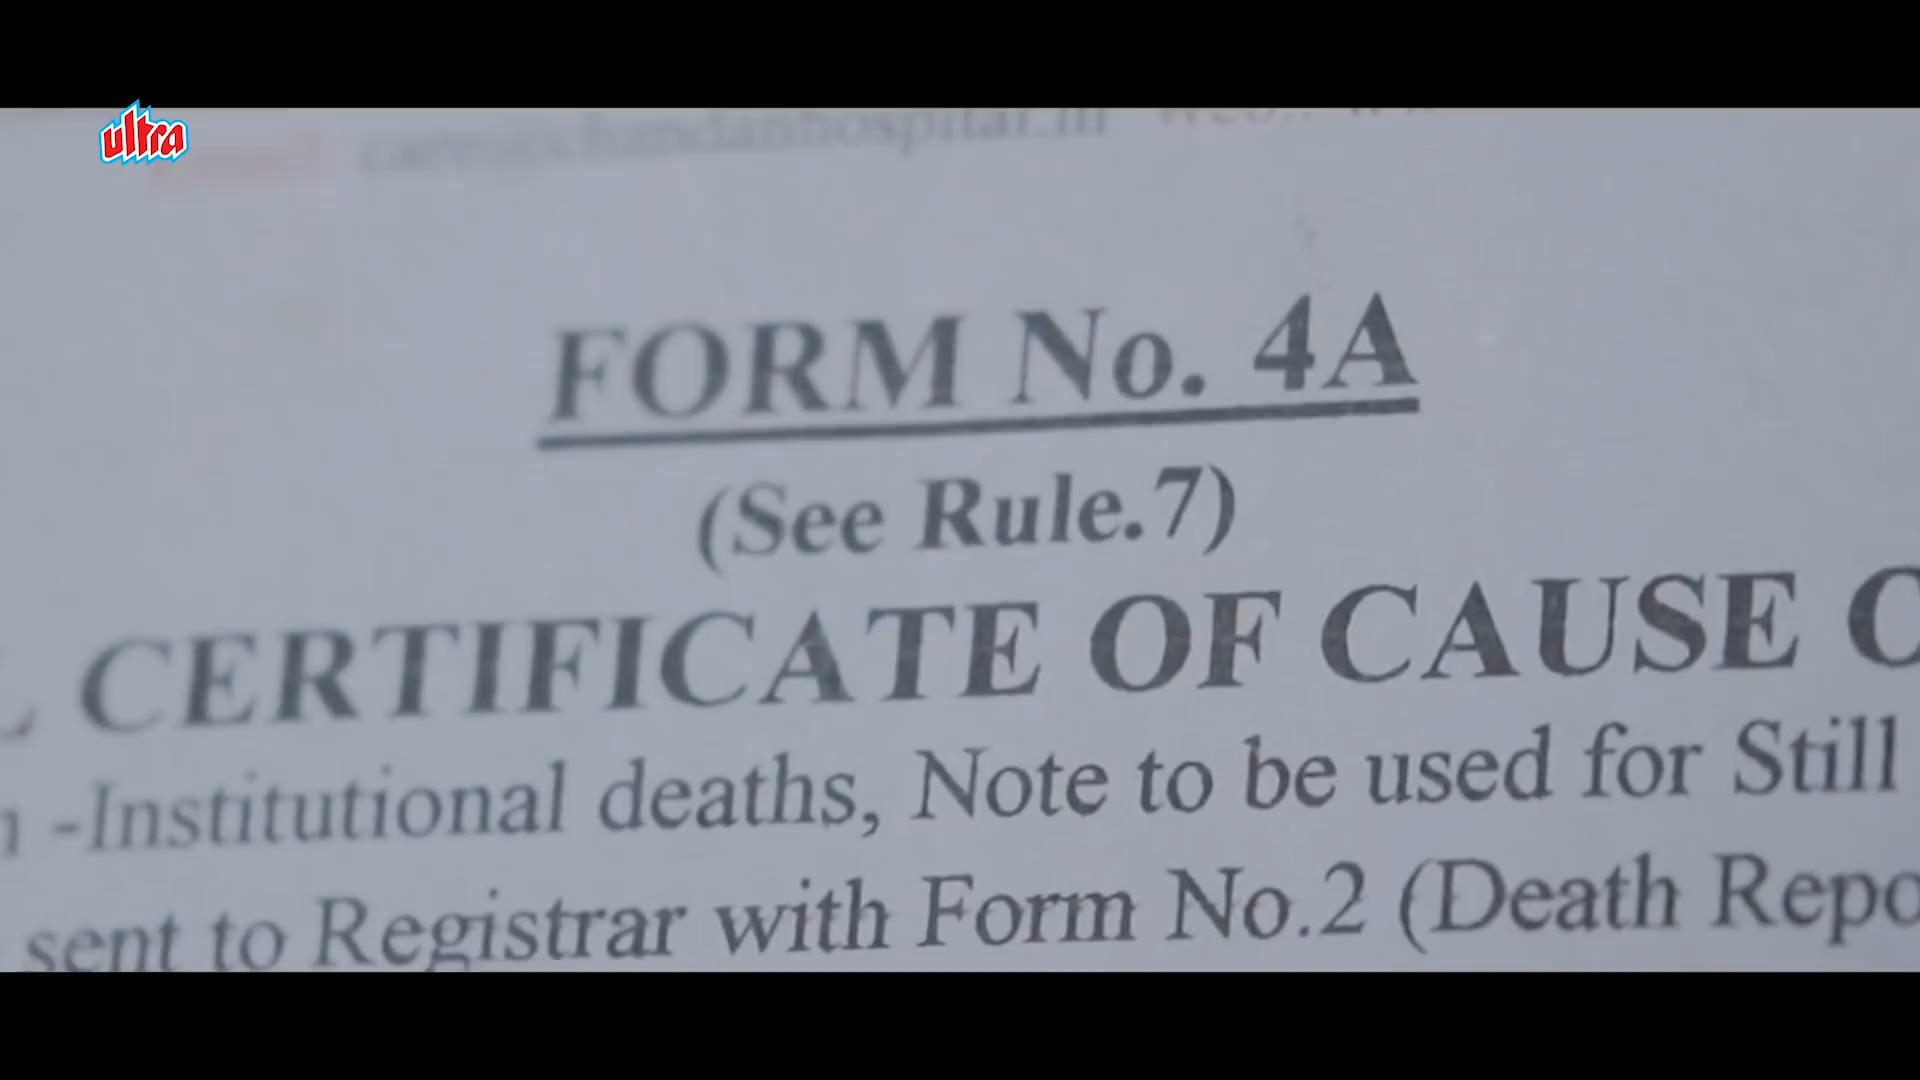 ultra
FORM No. 4A
(See Rule.7)
CERTIFICATE OF CAUSE
-Institutional deaths, Note to be used for Still
sent to Registrar with Form No.2 (Death Repo